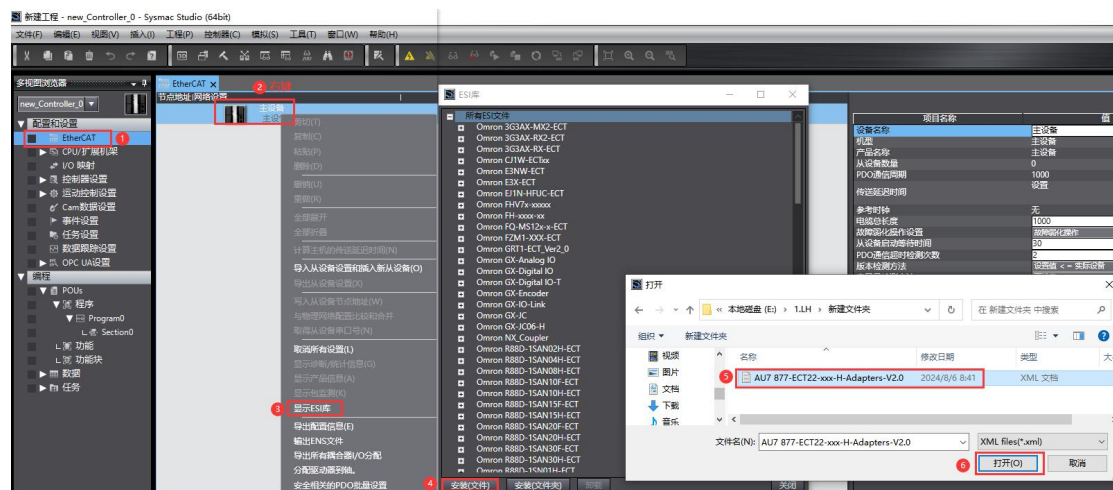 新建工程 - new_Controller_0 - Sysmac Studio (64bit)
文件(F) 编辑(E) 视图(V) 插入(I) 工程(P) 控制器(C) 模拟(S) 工具(T) 窗口(W) 帮助(H)
多视图浏览器
new_Controller_0
配置和设置
EtherCAT
1
CPU/扩展机架
I/O 映射
控制器设置
运动控制设置
Cam数据设置
事件设置
任务设置
数据跟踪设置
OPC UA设置
编程
POUs
程序
Program0
Section0
功能
功能块
数据
任务
EtherCAT
节点地址|网络设置
2 右键
主设备
主设
剪切(T)
复制(C)
粘贴(P)
删除(D)
撤销(U)
重做(R)
全部展开
全部折叠
计算主机的传送延迟时间(N)
导入从设备设置和插入新从设备(O)
导出从设备设置(X)
写入从设备节点地址(W)
与物理网络配置比较和合并
取得从设备串口号(N)
取消所有设置(L)
显示诊断/统计信息(G)
显示产品信息(A)
显示包监测(K)
3 显示ESI库
导出配置信息(E)
输出ENS文件
导出所有耦合器I/O分配
分配驱动器到轴。
安全相关的PDO批量设置
ESI库
所有ESI文件
Omron 3G3AX-MX2-ECT
Omron 3G3AX-RX2-ECT
Omron 3G3AX-RX-ECT
Omron CJ1W-ECTxx
Omron E3NW-ECT
Omron E3X-ECT
Omron EJ1N-HFUC-ECT
Omron FHV7x-xxxxx
Omron FH-xxxx-xx
Omron FQ-MS12x-x-ECT
Omron FZM1-XXX-ECT
Omron GRT1-ECT_Ver2_0
Omron GX-Analog IO
Omron GX-Digital IO
Omron GX-Digital IO-T
Omron GX-Encoder
Omron GX-IO-Link
Omron GX-JC
Omron GX-JC06-H
Omron NX_Coupler
Omron R88D-1SAN02H-ECT
Omron R88D-1SAN04H-ECT
Omron R88D-1SAN08H-ECT
Omron R88D-1SAN10F-ECT
Omron R88D-1SAN10H-ECT
Omron R88D-1SAN15F-ECT
Omron R88D-1SAN15H-ECT
Omron R88D-1SAN20F-ECT
Omron R88D-1SAN20H-ECT
Omron R88D-1SAN30F-ECT
Omron R88D-1SAN30H-ECT
Omron R88D-1SN01H-ECT
4 安装(文件) 安装(文件夹) 卸载 关闭
项目名称 值
设备名称 主设备
机型 主设备
产品名称 主设备
从设备数量 0
PDO通信周期 1000
传送延迟时间 设置
参考时钟 无
电缆总长度 1000
故障弱化操作设置 故障弱化操作
从设备启动等待时间 30
PDO通信超时检测次数 2
版本检测方法 设置值 <= 实际设备
打开
« 本地磁盘 (E:) › 1.LH › 新建文件夹
在 新建文件夹 中搜索
组织 新建文件夹
视频
图片
文档
下载
音乐
名称 修改日期 类型 大
5 AU7 877-ECT22-xxx-H-Adapters-V2.0 2024/8/6 8:41 XML 文档
文件名(N): AU7 877-ECT22-xxx-H-Adapters-V2.0 XML files(*.xml)
6 打开(O) 取消